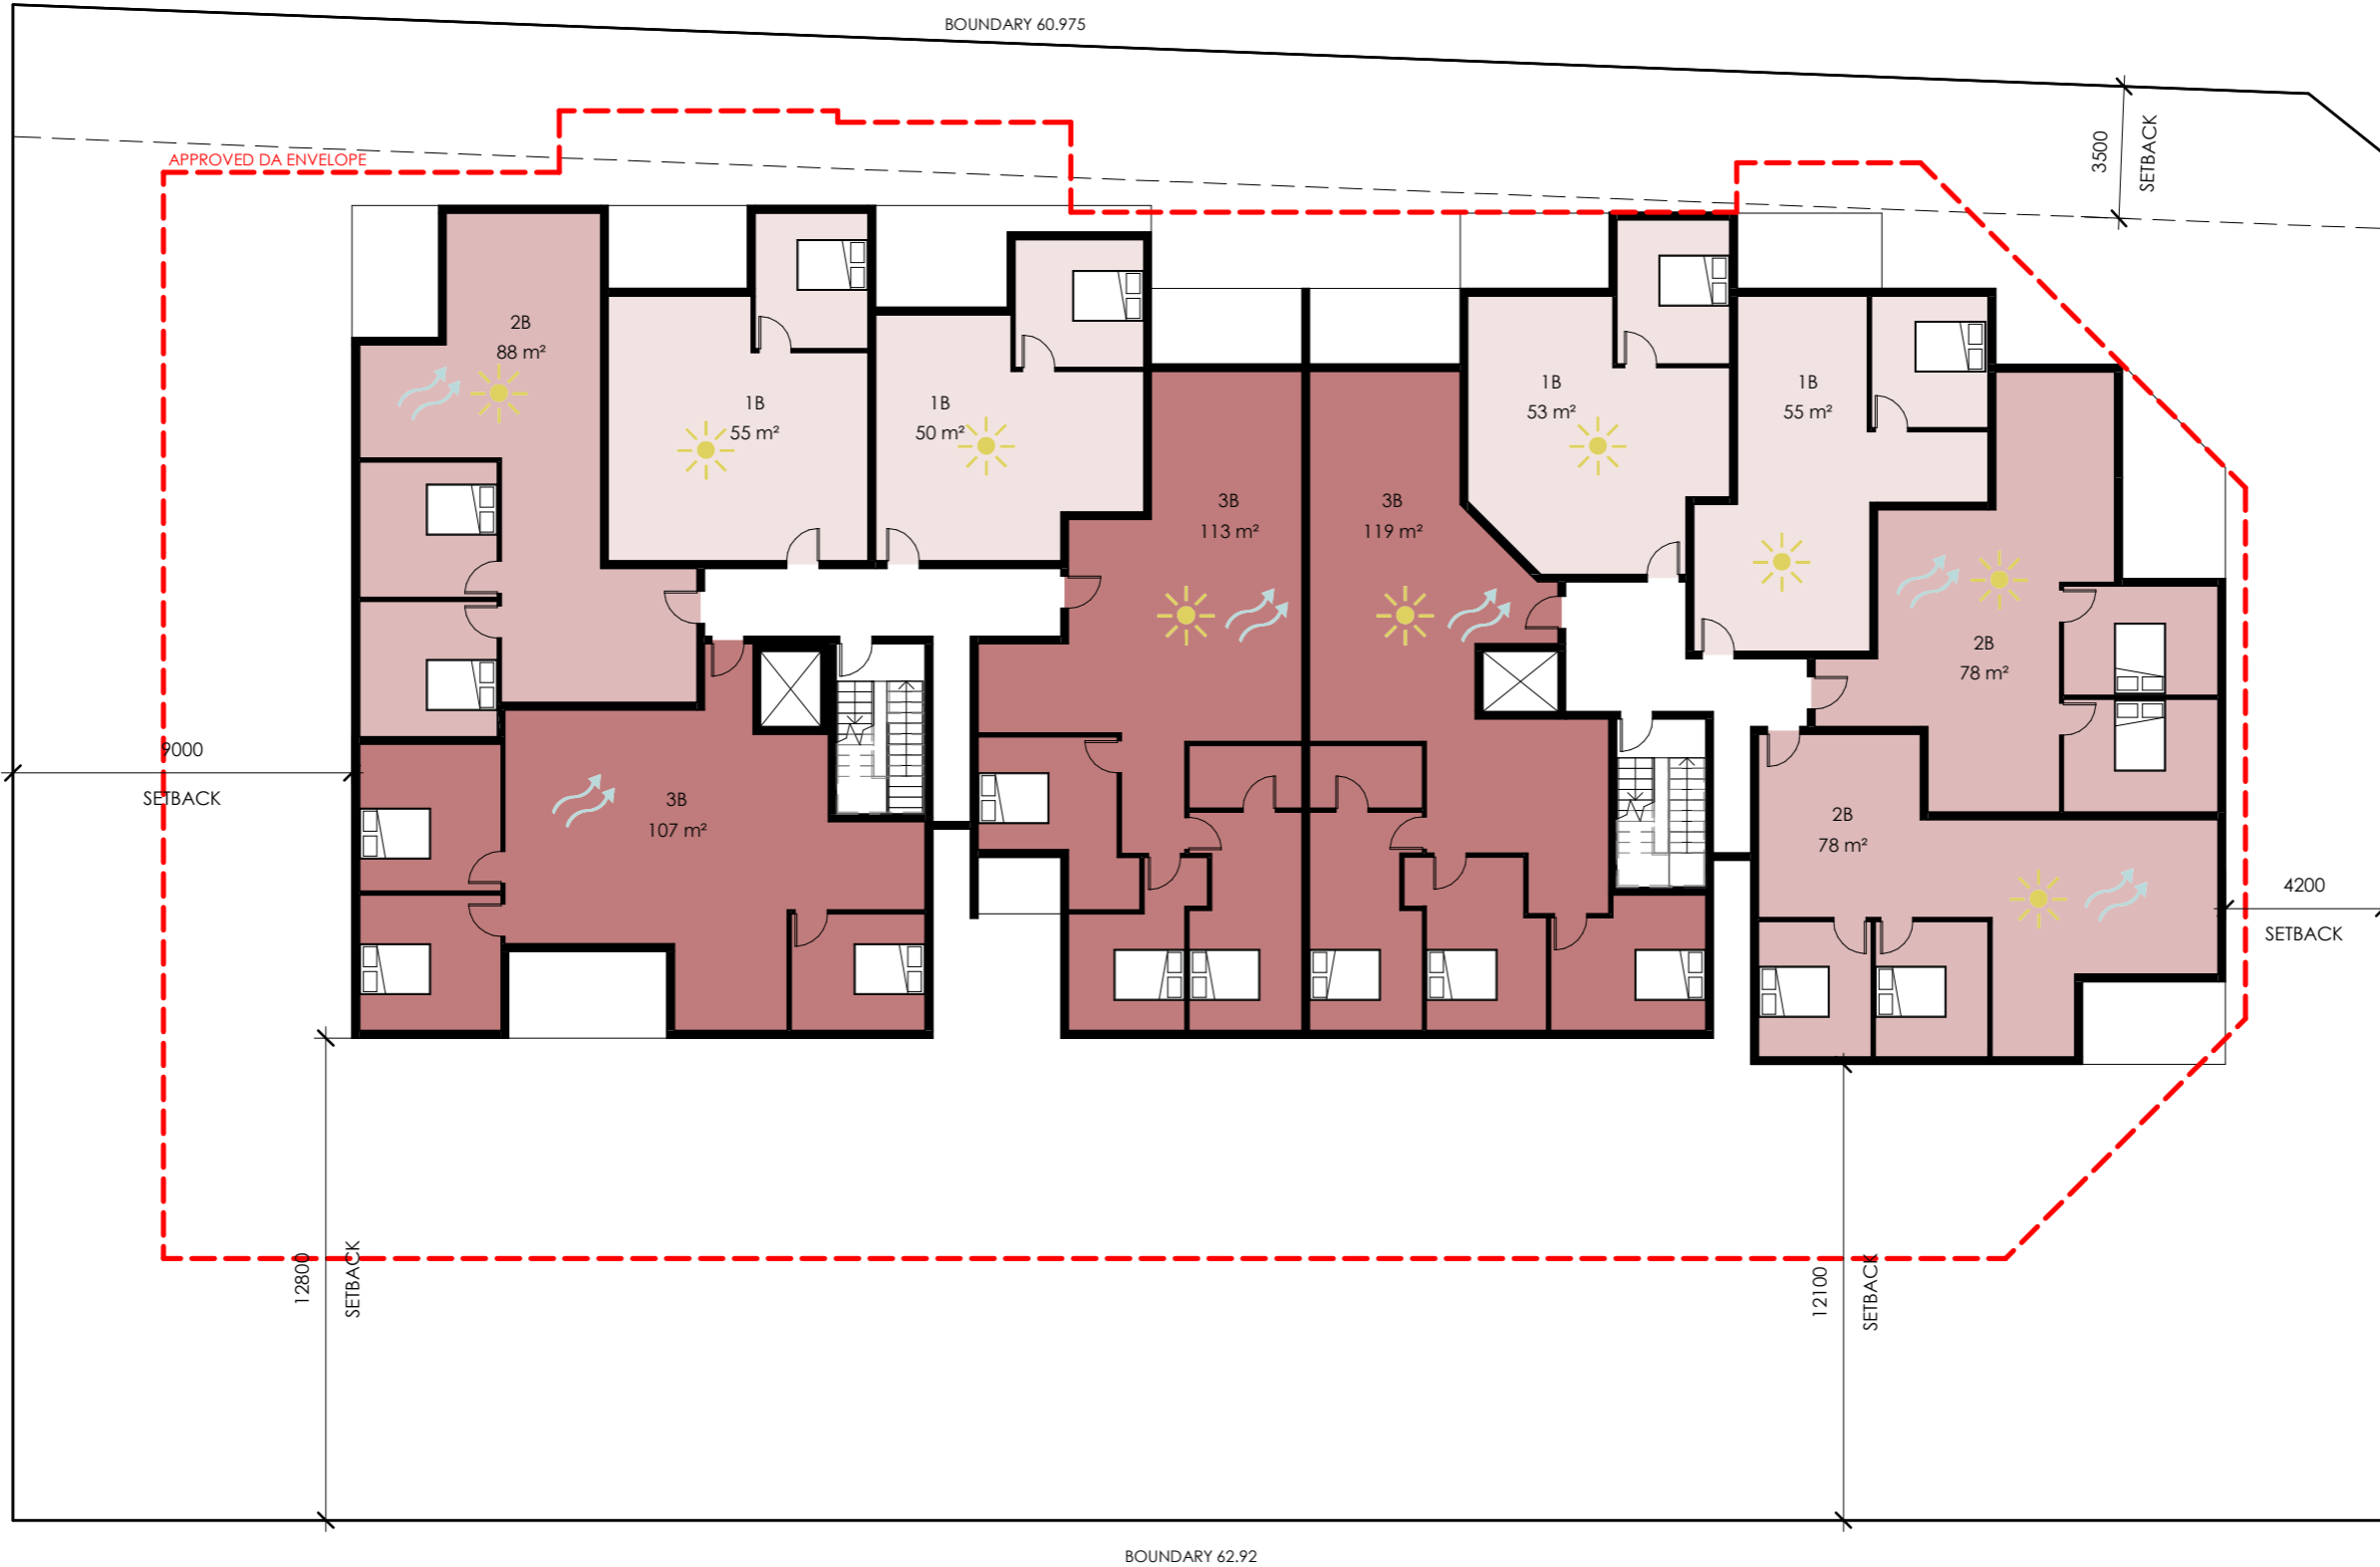 BOUNDARY 60.975
3500
SETBACK
APPROVED DA ENVELOPE
2B
88 m²
1B
55 m²
1B
50 m²
1B
53 m²
1B
55 m²
3B
113 m²
3B
119 m²
2B
78 m²
9000
SETBACK
3B
107 m²
2B
78 m²
4200
SETBACK
12800
SETBACK
12100
SETBACK
BOUNDARY 62.92